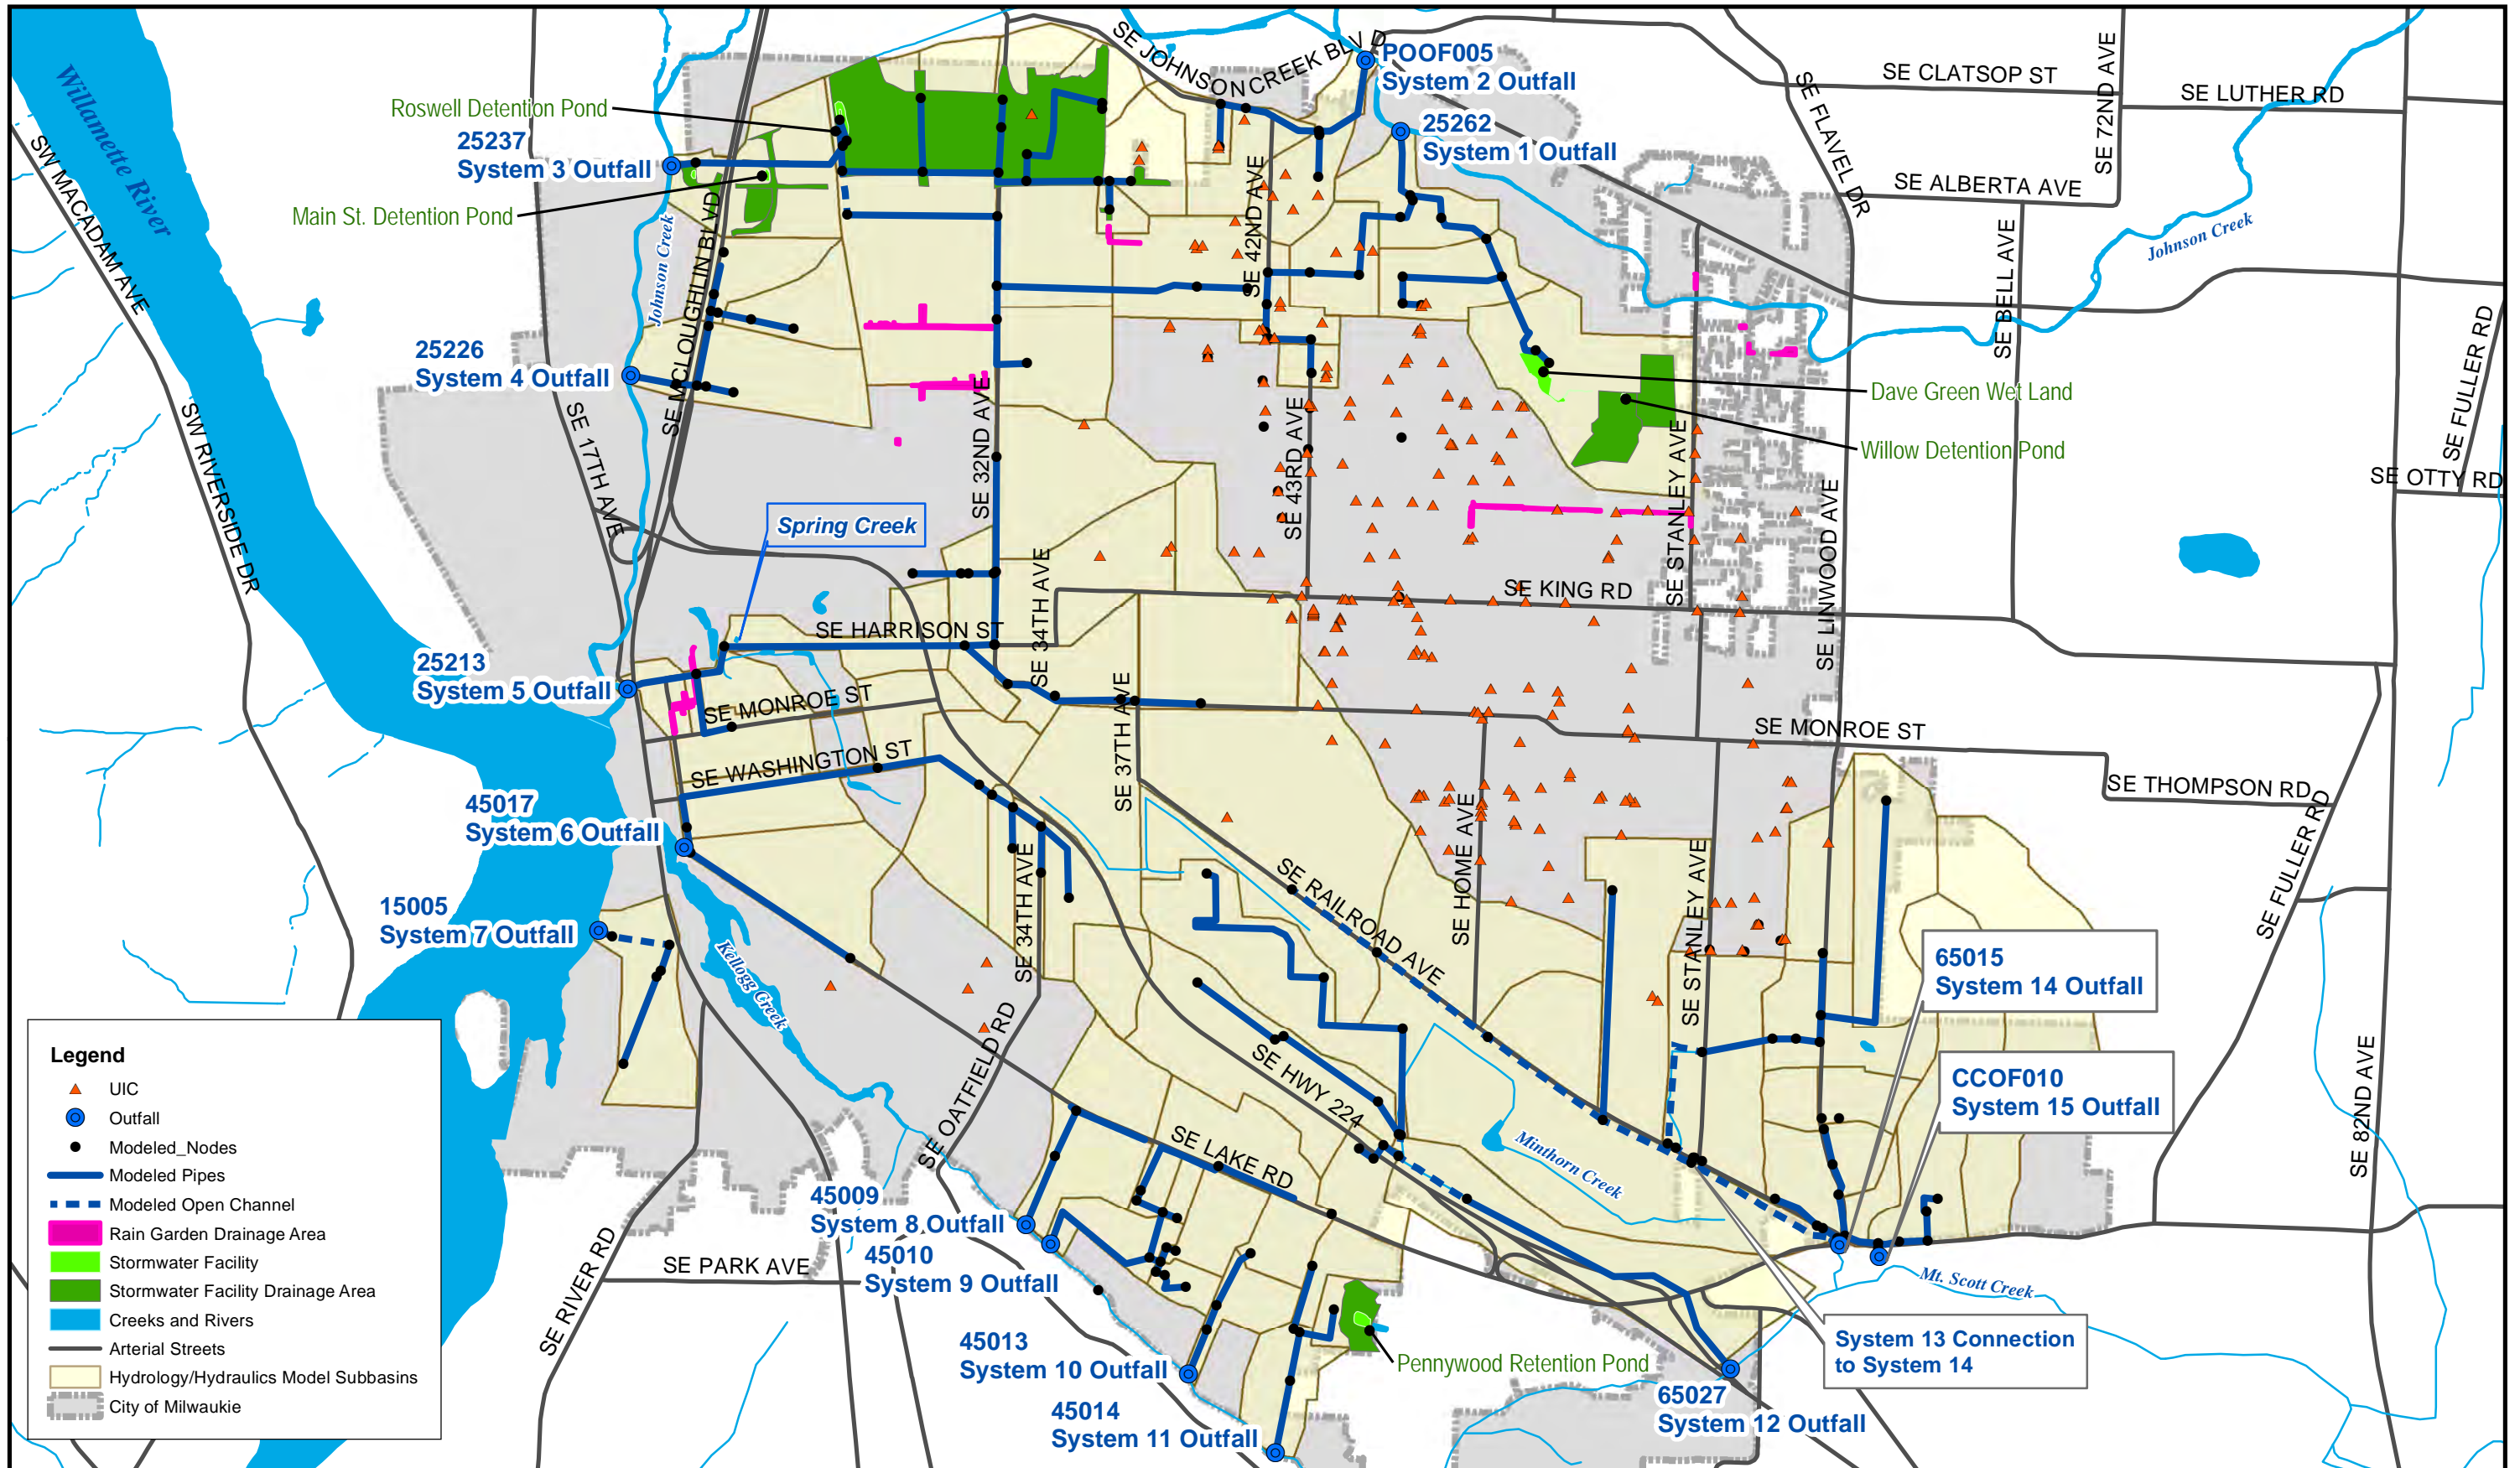 SE JOHNSON CREEK BLVD
POOF005
System 2 Outfall
SE CLATSOP ST
SE 72ND AVE
SE LUTHER RD
Willamette River
Roswell Detention Pond
SE FLAVEL DR
25237
System 3 Outfall
25262
System 1 Outfall
SW MACADAM AVE
SE ALBERTA AVE
Main St. Detention Pond
SE 42ND AVE
Johnson Creek
Johnson Creek
SE MCLOUGHLIN BLVD
SE BELL AVE
SE FULLER RD
25226
System 4 Outfall
SE 17TH AVE
SE 32ND AVE
SE 43RD AVE
Dave Green Wet Land
Willow Detention Pond
SE STANLEY AVE
SW RIVERSIDE DR
SE OTTY RD
Spring Creek
SE LINWOOD AVE
SE 34TH AVE
SE KING RD
SE HARRISON ST
25213
System 5 Outfall
SE MONROE ST
SE 37TH AVE
SE MONROE ST
SE WASHINGTON ST
SE THOMPSON RD
45017
System 6 Outfall
SE HOME AVE
SE FULLER RD
SE 34TH AVE
SE RAILROAD AVE
SE STANLEY AVE
15005
System 7 Outfall
Kellogg Creek
65015
System 14 Outfall
SE OATFIELD RD
SE HWY 224
CCOF010
System 15 Outfall
SE 82ND AVE
SE LAKE RD
Minthorn Creek
45009
System 8 Outfall
45010
System 9 Outfall
SE PARK AVE
SE RIVER RD
Mt. Scott Creek
45013
System 10 Outfall
Pennywood Retention Pond
System 13 Connection
to System 14
65027
System 12 Outfall
45014
System 11 Outfall
Legend
UIC
Outfall
Modeled_Nodes
Modeled Pipes
Modeled Open Channel
Rain Garden Drainage Area
Stormwater Facility
Stormwater Facility Drainage Area
Creeks and Rivers
Arterial Streets
Hydrology/Hydraulics Model Subbasins
City of Milwaukie